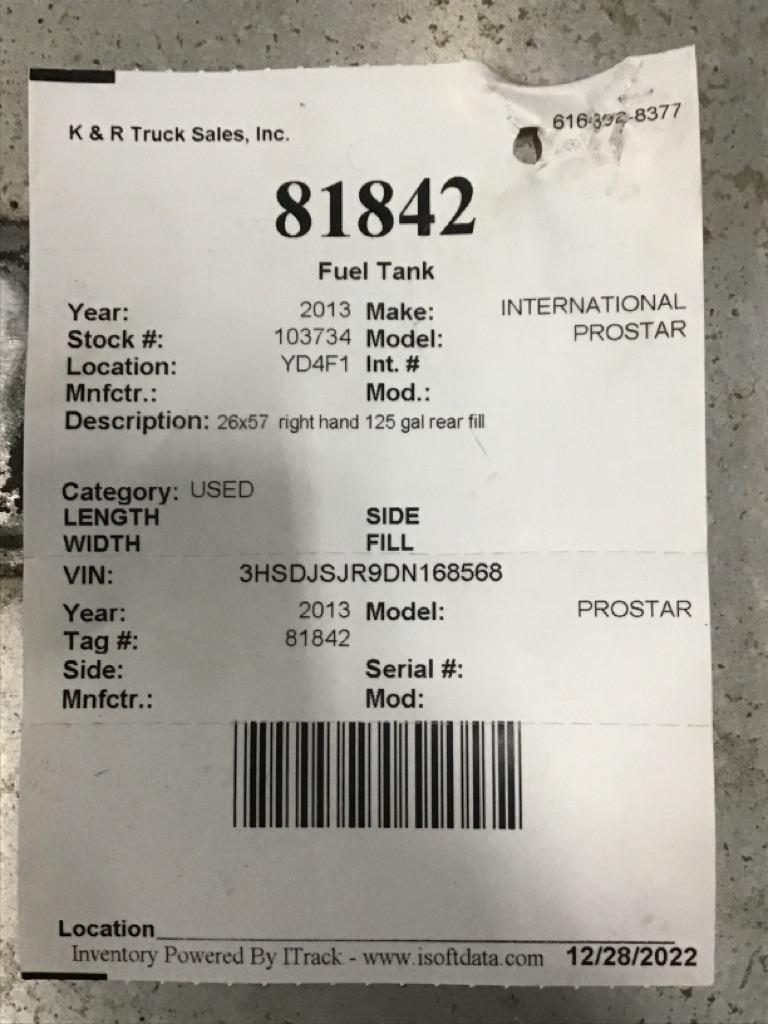 K & R Truck Sales, Inc.
81842
Fuel Tank
Year: 2013 Make: INTERNATIONAL
Stock #: 103734 Model: PROSTAR
Location: YD4F1 Int. #
Mnfctr.: Mod.:
Description: 26x57 right hand 125 gal rear fill
Category: USED
LENGTH SIDE
WIDTH FILL
VIN: 3HSDJSJR9DN168568
Year: 2013 Model: PROSTAR
Tag #: 81842
Side: Serial #:
Mnfctr.: Mod:
Location
Inventory Powered By ITrack - www.isoftdata.com 12/28/2022